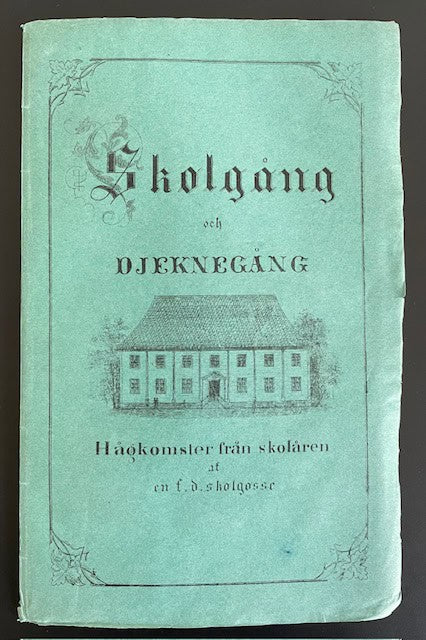 Skolgång
och
DJEKNEGÅNG
Hågkomster från skolåren
af
en f.d. skolgosse